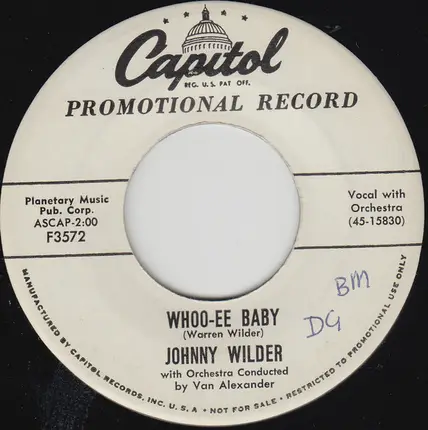 Capitol
REG. U.S. PAT. OFF.
PROMOTIONAL RECORD
Planetary Music
Pub. Corp.
ASCAP-2:00
F3572
Vocal with
Orchestra
(45-15830)
BM
DG
WHOO-EE BABY
(Warren Wilder)
JOHNNY WILDER
with Orchestra Conducted
by Van Alexander
MANUFACTURED BY CAPITOL RECORDS, INC. U.S.A. • NOT FOR SALE • RESTRICTED TO PROMOTIONAL USE ONLY